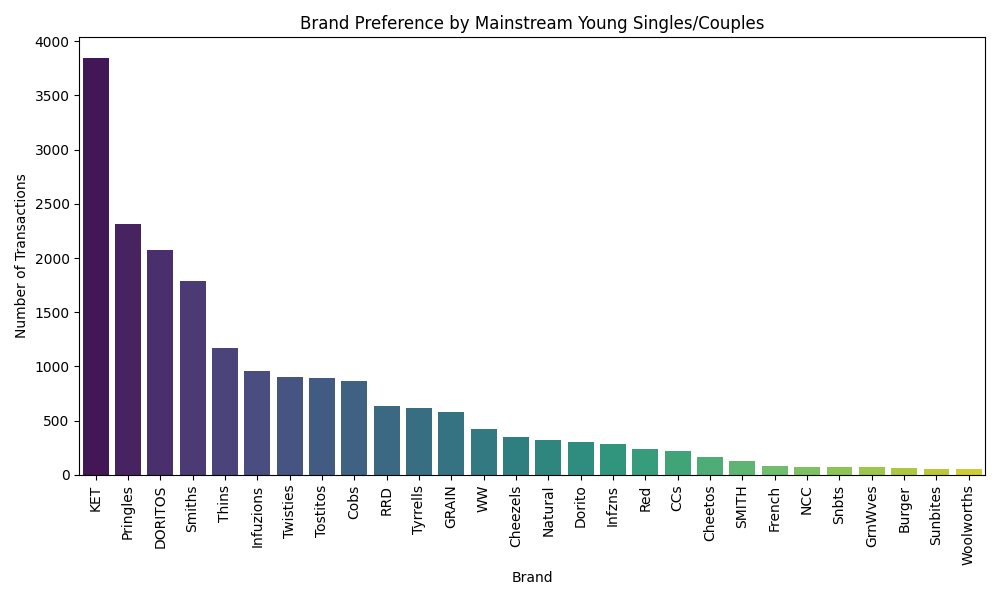 Brand Preference by Mainstream Young Singles/Couples
Number of Transactions
4000
3500
3000
2500
2000
1500
1000
500
0
KET
Pringles
DORITOS
Smiths
Thins
Infuzions
Twisties
Tostitos
Cobs
RRD
Tyrrells
GRAIN
WW
Cheezels
Natural
Dorito
Infzns
Red
CCs
Cheetos
SMITH
French
NCC
Snbts
GrnWves
Burger
Sunbites
Woolworths
Brand